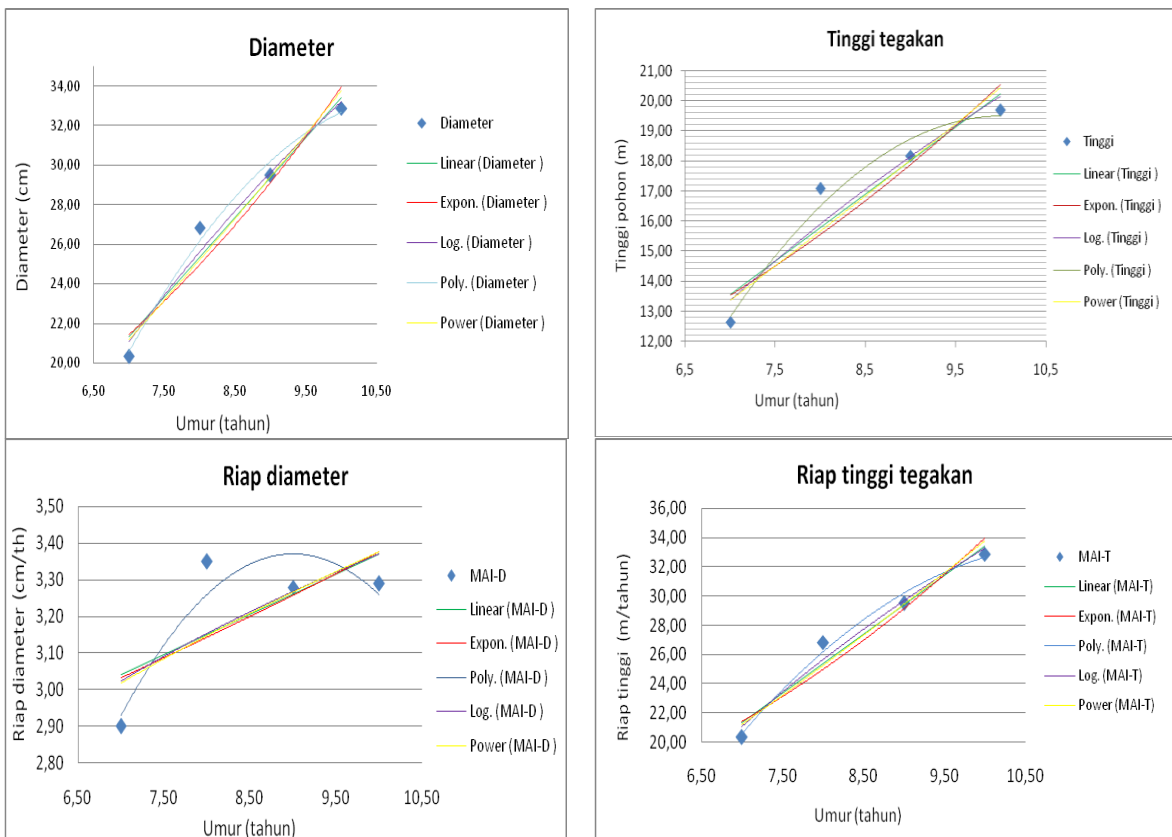 Diameter
34,00
32,00
30,00
28,00
26,00
24,00
22,00
20,00
Diameter (cm)
6,50 7,50 8,50 9,50 10,50
Umur (tahun)
Diameter
Linear (Diameter )
Expon. (Diameter )
Log. (Diameter )
Poly. (Diameter )
Power (Diameter )
Tinggi tegakan
21,00
20,00
19,00
18,00
17,00
16,00
15,00
14,00
13,00
12,00
Tinggi pohon (m)
6,5 7,5 8,5 9,5 10,5
Umur (tahun)
Tinggi
Linear (Tinggi )
Expon. (Tinggi )
Log. (Tinggi )
Poly. (Tinggi )
Power (Tinggi )
Riap diameter
3,50
3,40
3,30
3,20
3,10
3,00
2,90
2,80
Riap diameter (cm/th)
6,50 7,50 8,50 9,50 10,50
Umur (tahun)
MAI-D
Linear (MAI-D )
Expon. (MAI-D )
Poly. (MAI-D )
Log. (MAI-D )
Power (MAI-D )
Riap tinggi tegakan
36,00
34,00
32,00
30,00
28,00
26,00
24,00
22,00
20,00
Riap tinggi (m/tahun)
6,50 7,50 8,50 9,50 10,50
Umur (tahun)
MAI-T
Linear (MAI-T)
Expon. (MAI-T)
Poly. (MAI-T)
Log. (MAI-T)
Power (MAI-T)